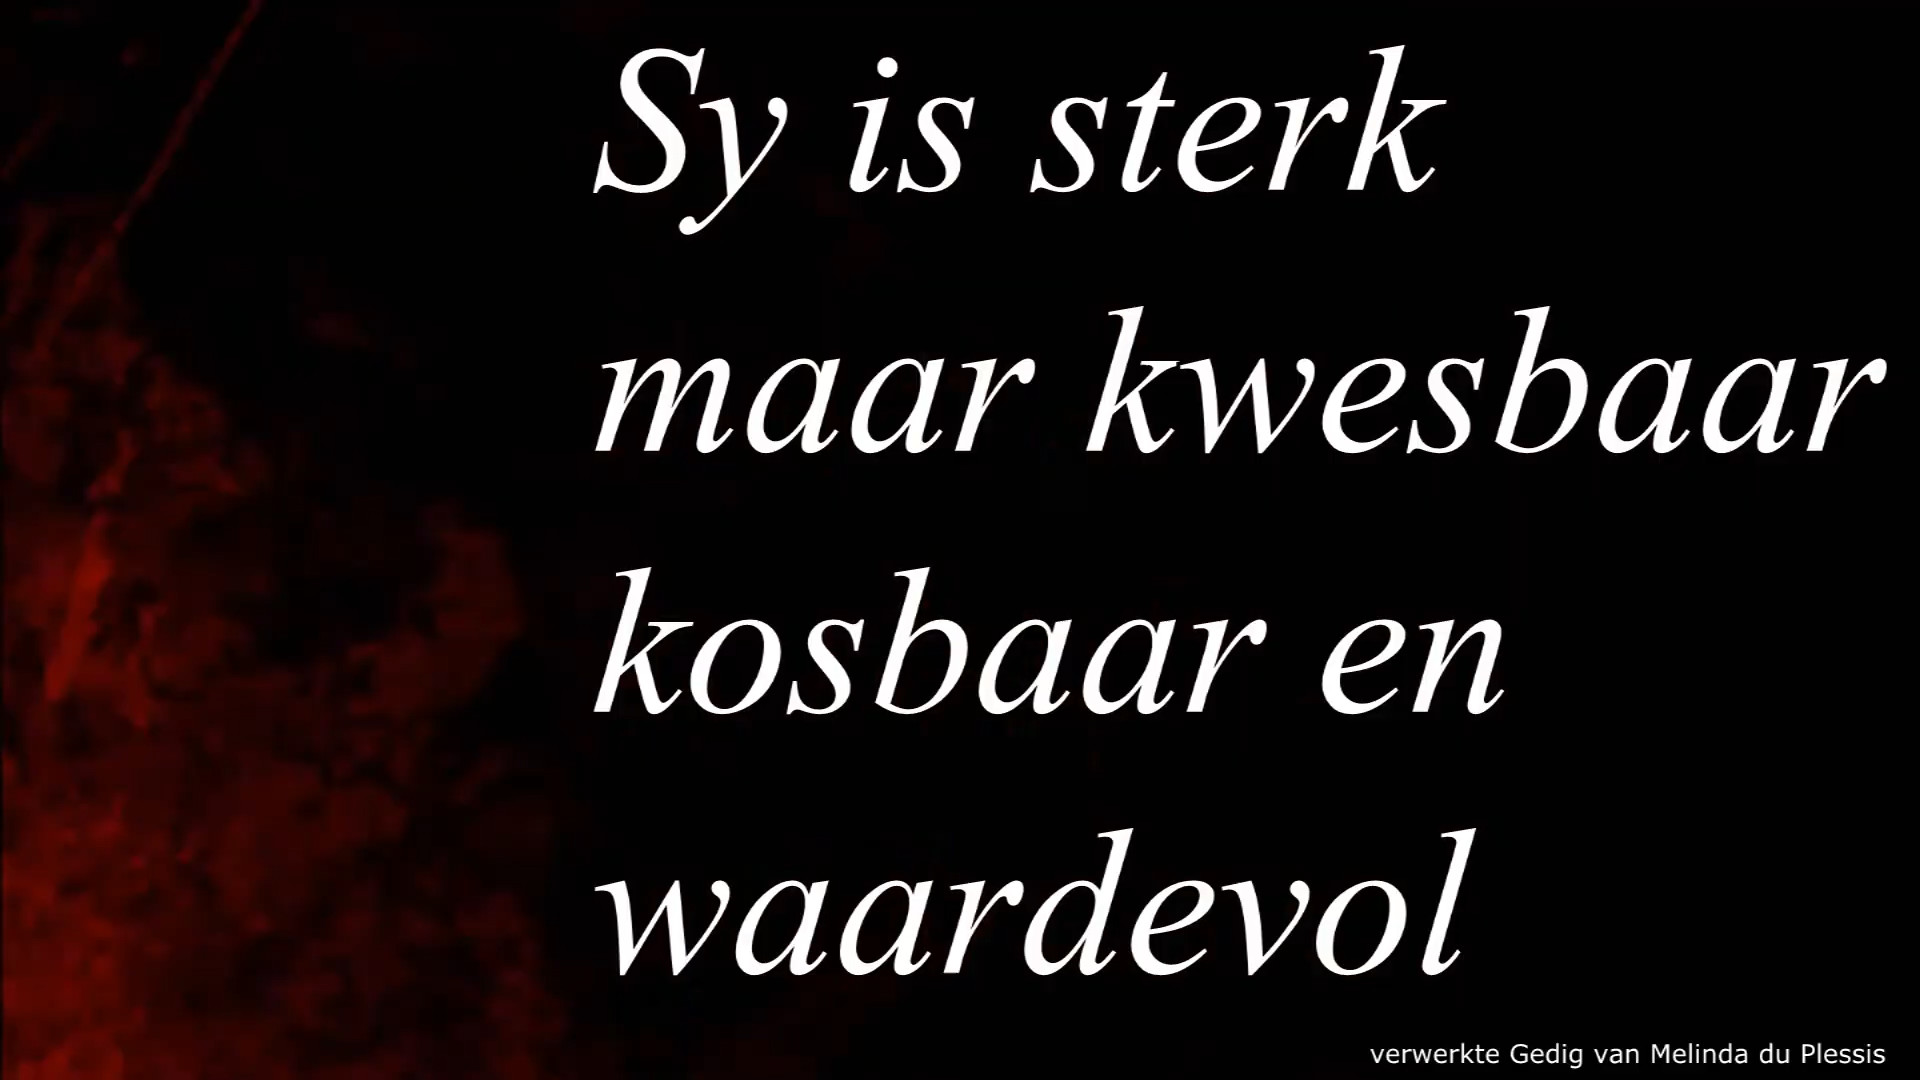 Sy is sterk
maar kwesbaar
kosbaar en
waardevol
verwerkte Gedig van Melinda du Plessis